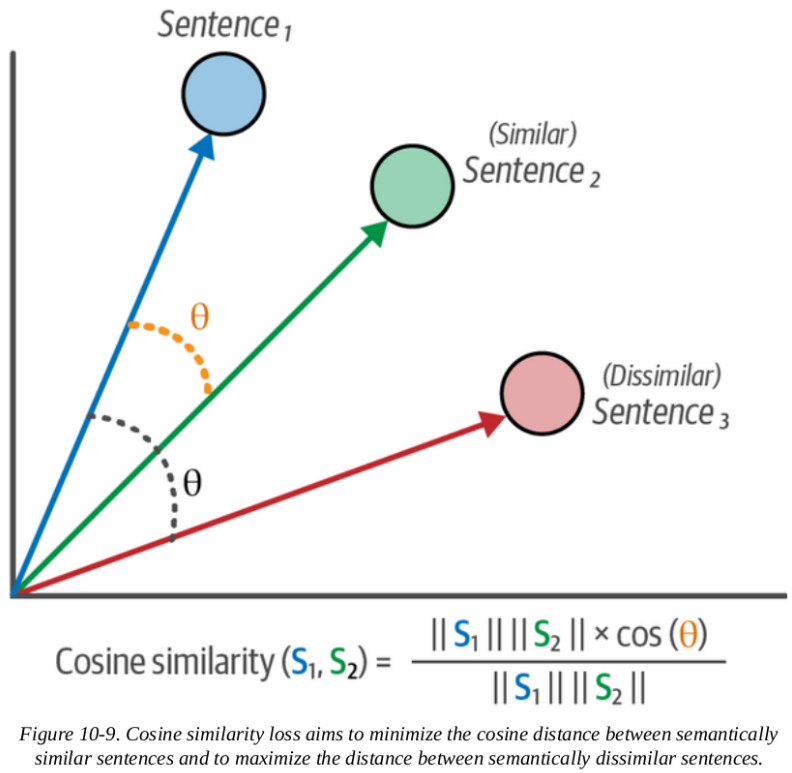 Sentence₁
(Similar)
Sentence₂
θ
(Dissimilar)
Sentence₃
θ
Cosine similarity (S₁, S₂) = || S₁ || || S₂ || × cos (θ)
|| S₁ || || S₂ ||
Figure 10-9. Cosine similarity loss aims to minimize the cosine distance between semantically
similar sentences and to maximize the distance between semantically dissimilar sentences.